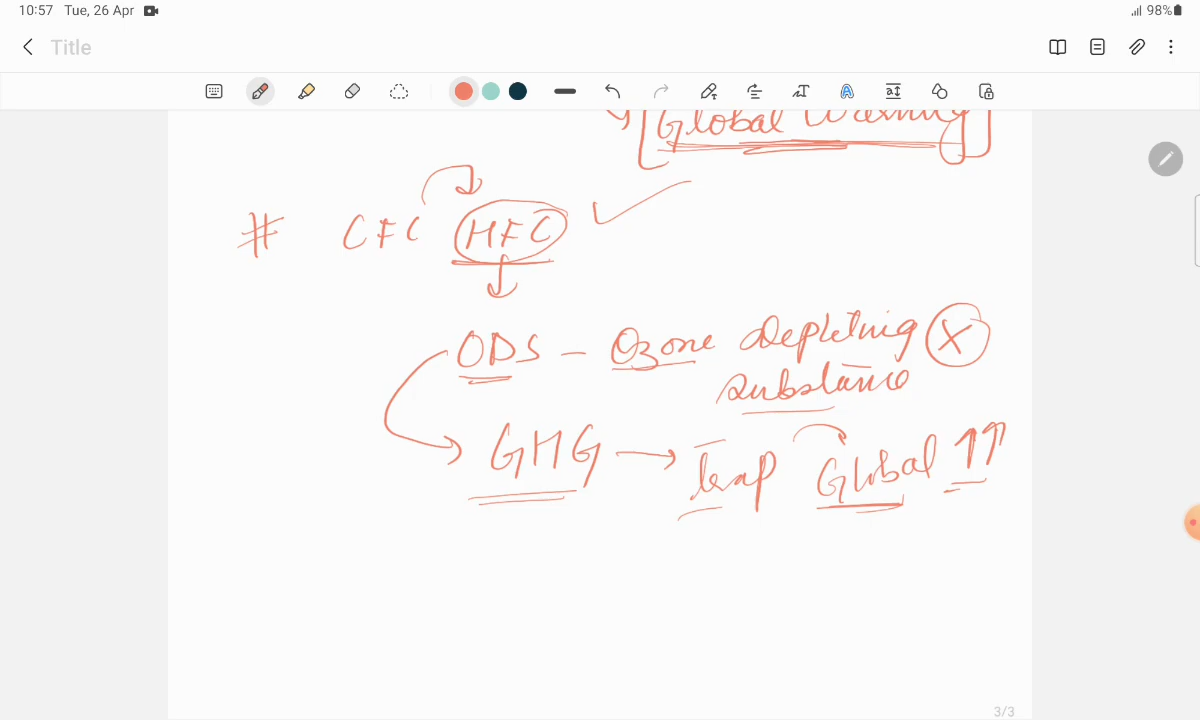 10:57 Tue, 26 Apr 98%
Title
Global Warming
# CFC HFC
ODS – Ozone depleting X
substance
GHG → Temp Global ↑↑
3/3